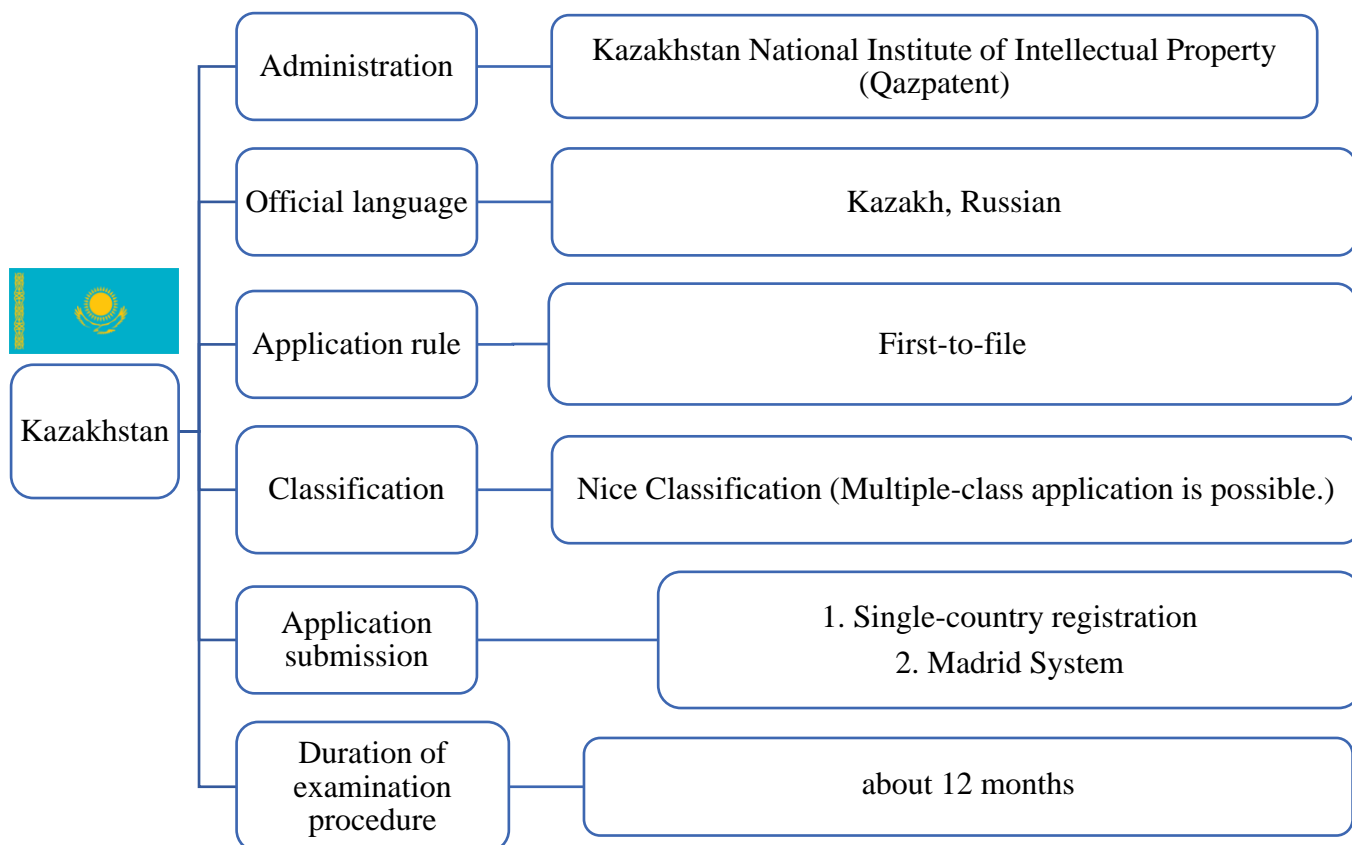 Administration
Kazakhstan National Institute of Intellectual Property
(Qazpatent)
Official language
Kazakh, Russian
Application rule
First-to-file
Kazakhstan
Classification
Nice Classification (Multiple-class application is possible.)
Application
submission
1. Single-country registration
2. Madrid System
Duration of
examination
procedure
about 12 months